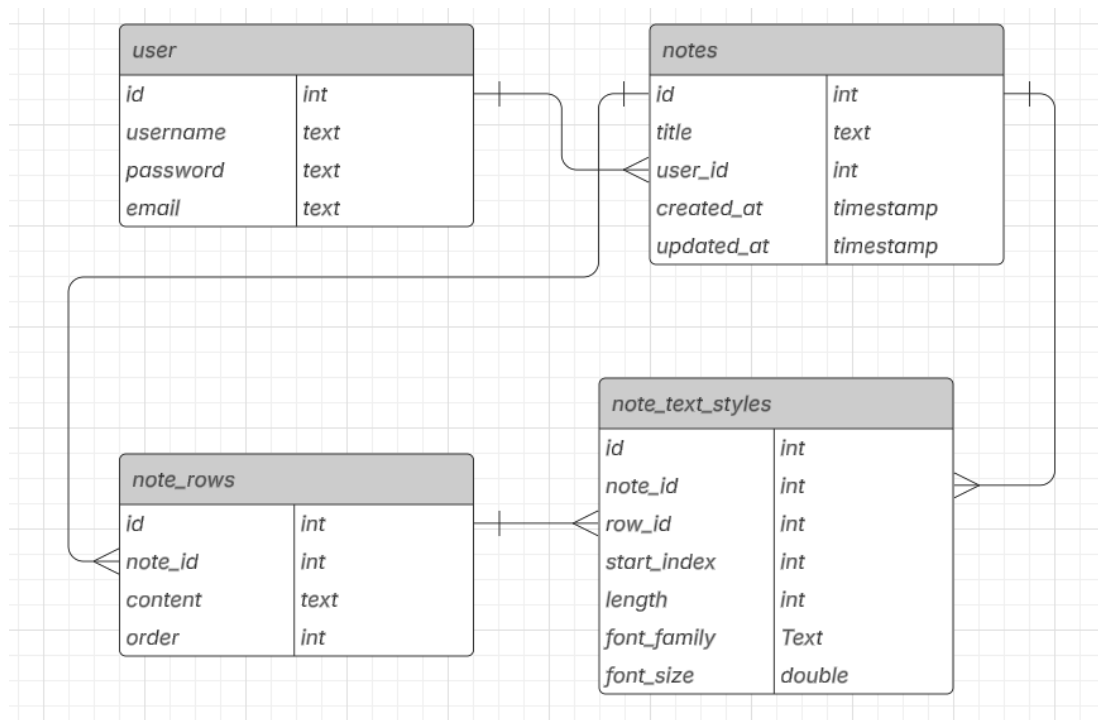 user
id int
username text
password text
email text
notes
id int
title text
user_id int
created_at timestamp
updated_at timestamp
note_rows
id int
note_id int
content text
order int
note_text_styles
id int
note_id int
row_id int
start_index int
length int
font_family Text
font_size double